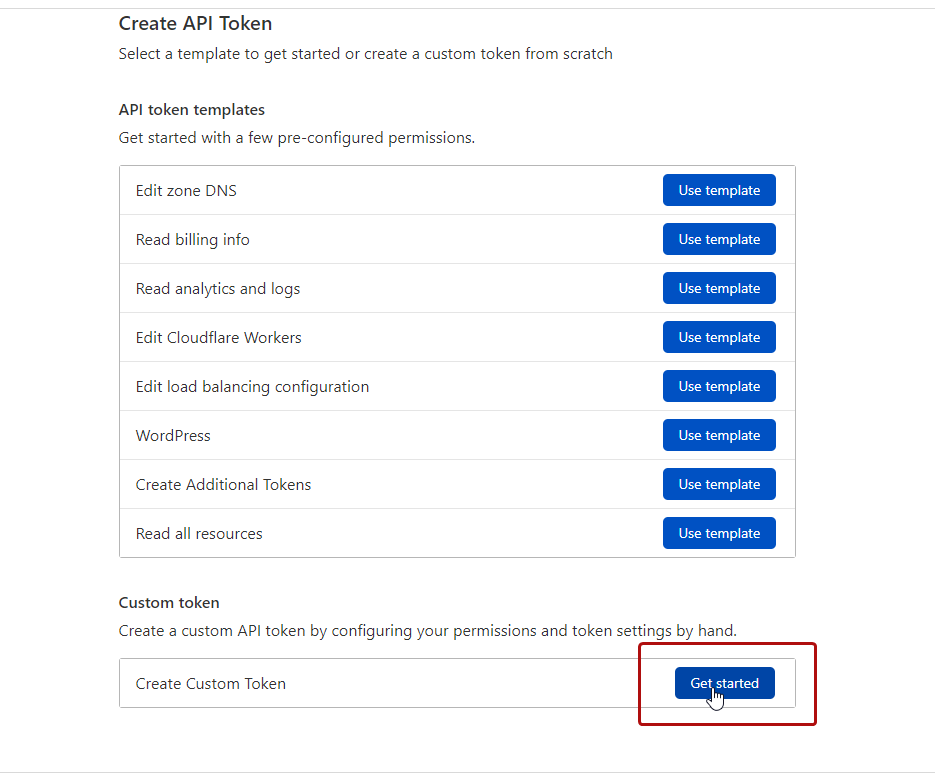 Create API Token
Select a template to get started or create a custom token from scratch
API token templates
Get started with a few pre-configured permissions.
Edit zone DNS Use template
Read billing info Use template
Read analytics and logs Use template
Edit Cloudflare Workers Use template
Edit load balancing configuration Use template
WordPress Use template
Create Additional Tokens Use template
Read all resources Use template
Custom token
Create a custom API token by configuring your permissions and token settings by hand.
Create Custom Token Get started